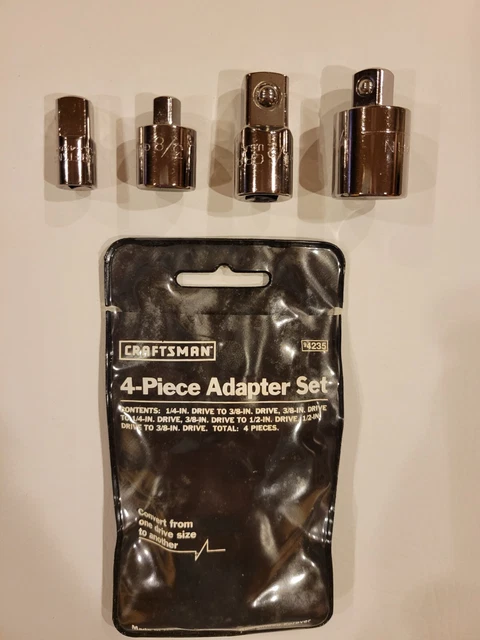 3/8
CRAFTSMAN
4235
4-Piece Adapter Set
CONTENTS: 1/4-IN. DRIVE TO 3/8-IN. DRIVE, 3/8-IN. DRIVE
TO 1/4-IN. DRIVE, 3/8-IN. DRIVE TO 1/2-IN. DRIVE, 1/2-IN.
DRIVE TO 3/8-IN. DRIVE. TOTAL: 4 PIECES.
Convert from
one drive size
to another